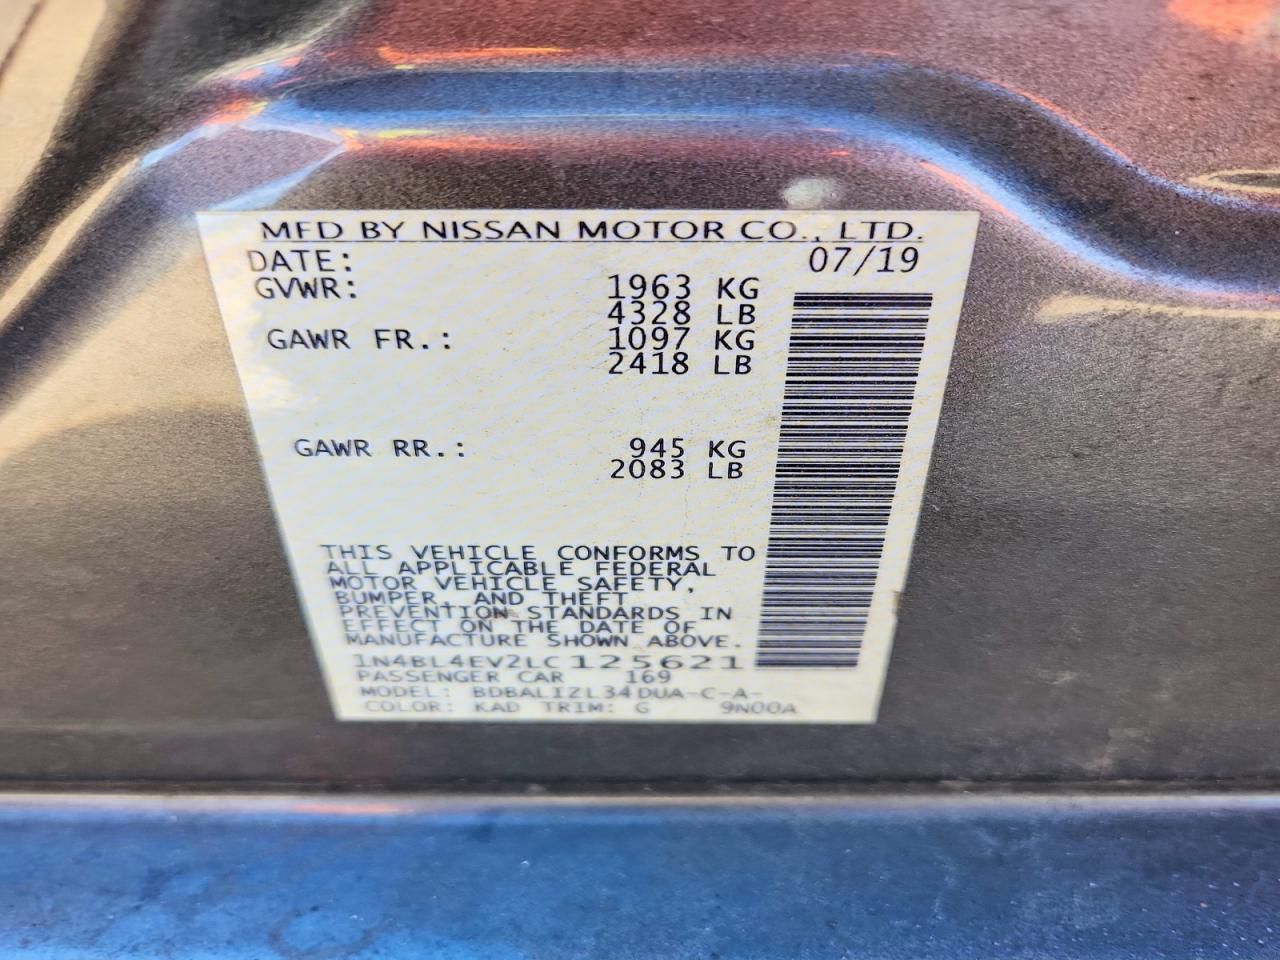 MFD BY NISSAN MOTOR CO., LTD.
DATE: 07/19
GVWR: 1963 KG
4328 LB
GAWR FR.: 1097 KG
2418 LB
GAWR RR.: 945 KG
2083 LB
THIS VEHICLE CONFORMS TO
ALL APPLICABLE FEDERAL
MOTOR VEHICLE SAFETY,
BUMPER, AND THEFT
PREVENTION STANDARDS IN
EFFECT ON THE DATE OF
MANUFACTURE SHOWN ABOVE.
1N4BL4EV2LC125621
PASSENGER CAR 169
MODEL: BDBALIZL34DUA-C-A-
COLOR: KAD TRIM: G 9N00A